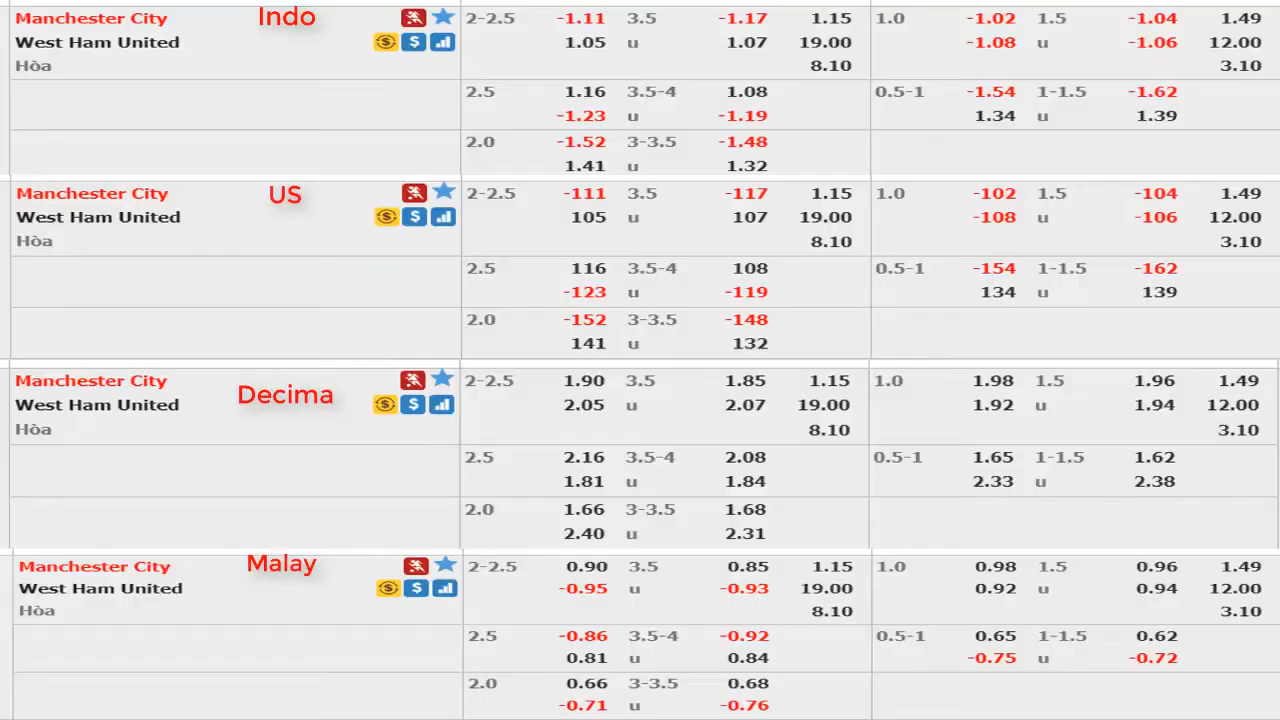 Manchester City Indo 2-2.5 -1.11 3.5 -1.17 1.15 1.0 -1.02 1.5 -1.04 1.49
West Ham United $ $ 1.05 u 1.07 19.00 -1.08 u -1.06 12.00
Hòa 8.10 3.10
2.5 1.16 3.5-4 1.08 0.5-1 -1.54 1-1.5 -1.62
-1.23 u -1.19 1.34 u 1.39
2.0 -1.52 3-3.5 -1.48
1.41 u 1.32
Manchester City US 2-2.5 -111 3.5 -117 1.15 1.0 -102 1.5 -104 1.49
West Ham United $ $ 105 u 107 19.00 -108 u -106 12.00
Hòa 8.10 3.10
2.5 116 3.5-4 108 0.5-1 -154 1-1.5 -162
-123 u -119 134 u 139
2.0 -152 3-3.5 -148
141 u 132
Manchester City Decima 2-2.5 1.90 3.5 1.85 1.15 1.0 1.98 1.5 1.96 1.49
West Ham United $ $ 2.05 u 2.07 19.00 1.92 u 1.94 12.00
Hòa 8.10 3.10
2.5 2.16 3.5-4 2.08 0.5-1 1.65 1-1.5 1.62
1.81 u 1.84 2.33 u 2.38
2.0 1.66 3-3.5 1.68
2.40 u 2.31
Manchester City Malay 2-2.5 0.90 3.5 0.85 1.15 1.0 0.98 1.5 0.96 1.49
West Ham United $ $ -0.95 u -0.93 19.00 0.92 u 0.94 12.00
Hòa 8.10 3.10
2.5 -0.86 3.5-4 -0.92 0.5-1 0.65 1-1.5 0.62
0.81 u 0.84 -0.75 u -0.72
2.0 0.66 3-3.5 0.68
-0.71 u -0.76